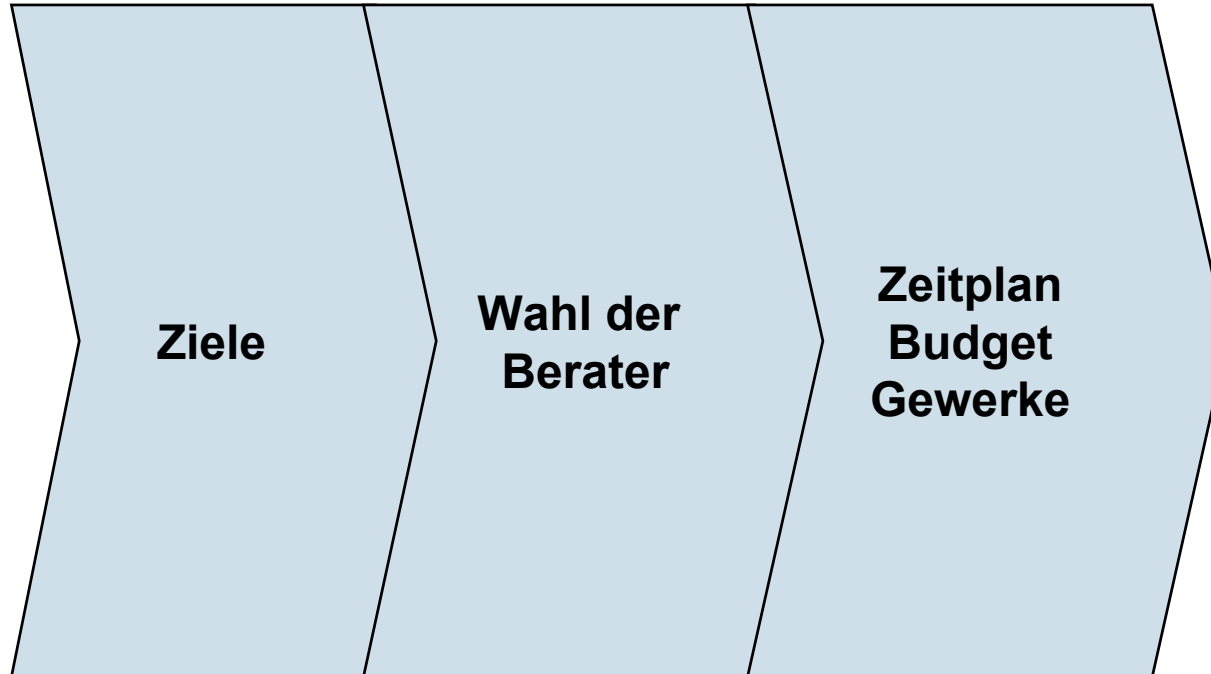 Ziele
Wahl der
Berater
Zeitplan
Budget
Gewerke